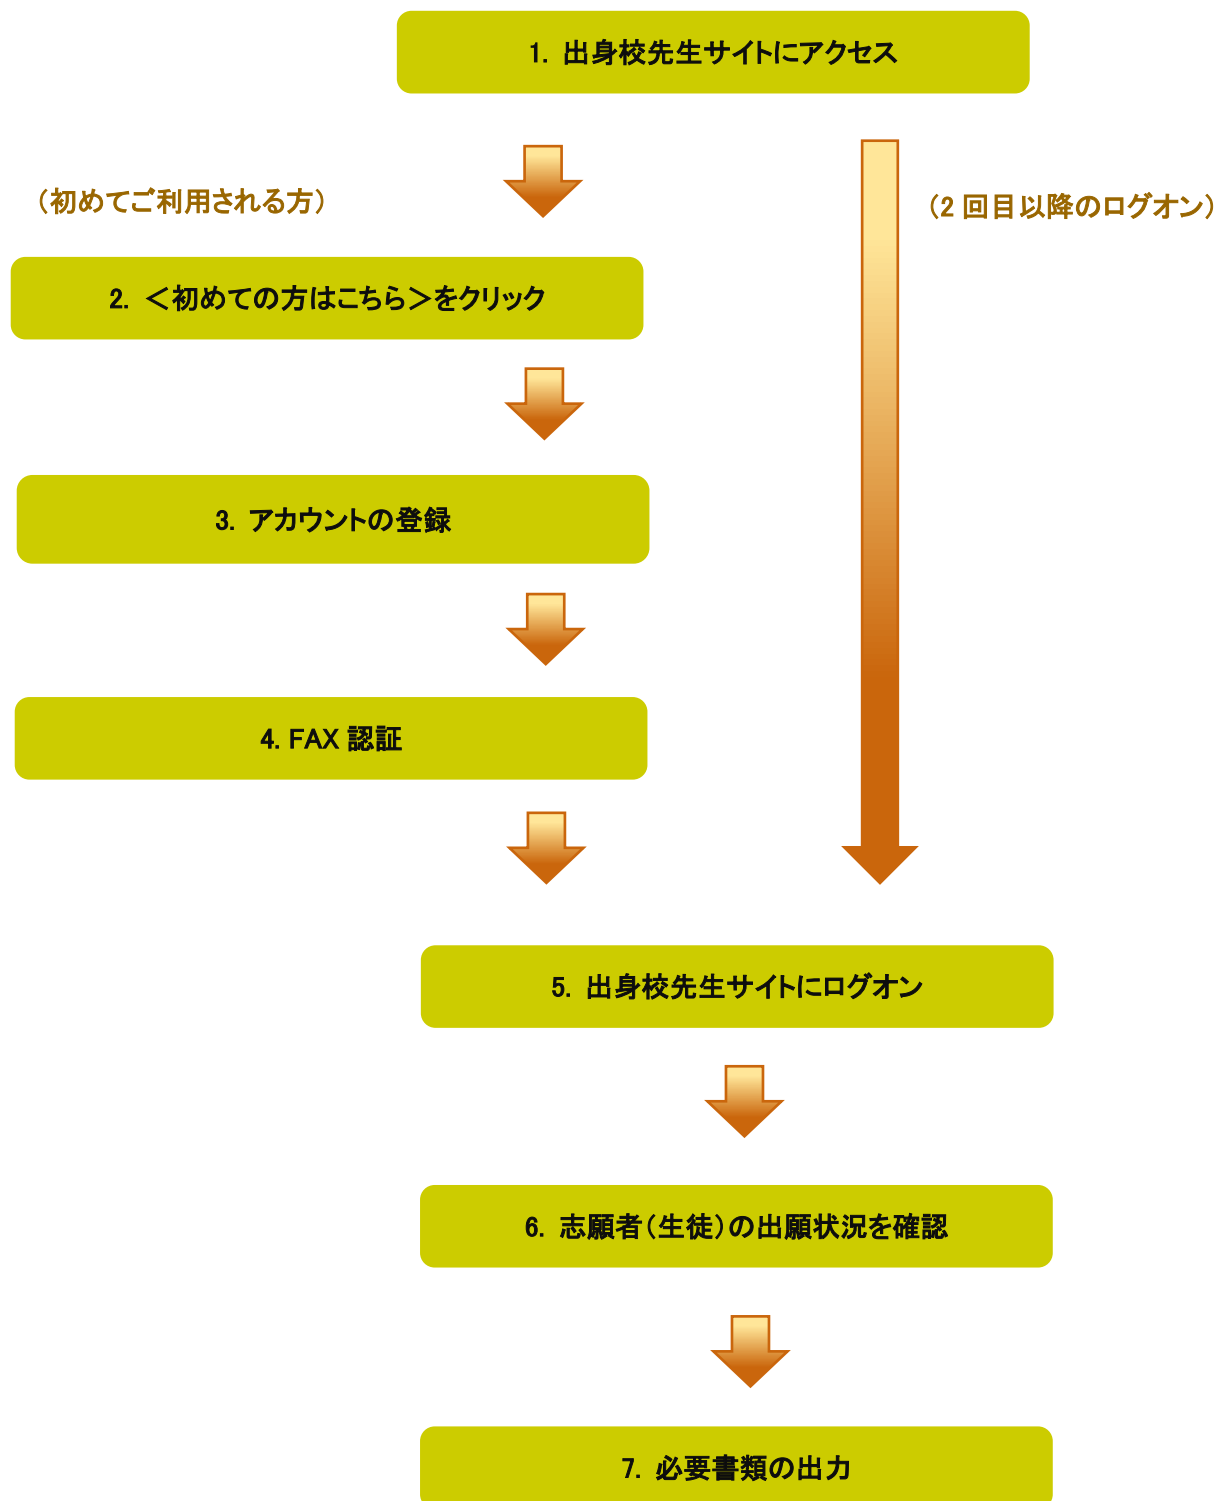 1. 出身校先生サイトにアクセス
（初めてご利用される方）
（2 回目以降のログオン）
2. ＜初めての方はこちら＞をクリック
3. アカウントの登録
4. FAX 認証
5. 出身校先生サイトにログオン
6. 志願者（生徒）の出願状況を確認
7. 必要書類の出力